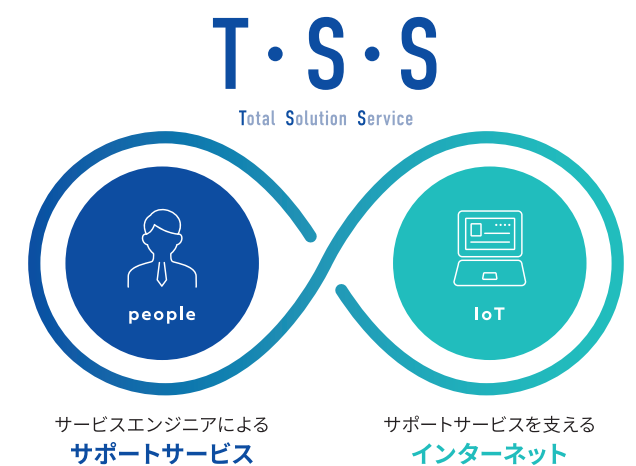 T・S・S
Total Solution Service
people
IoT
サービスエンジニアによる
サポートサービス
サポートサービスを支える
インターネット